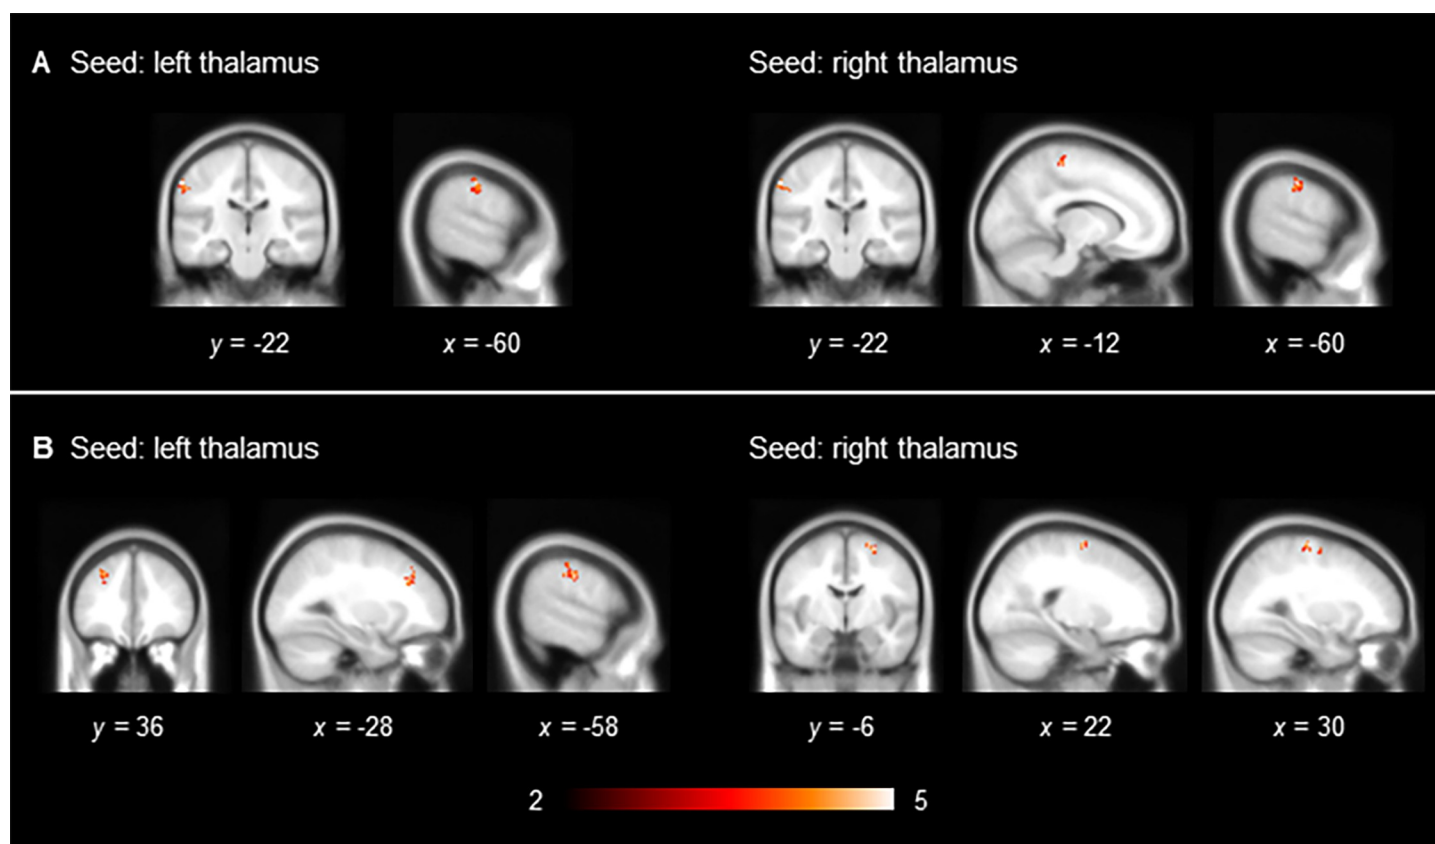 A Seed: left thalamus
Seed: right thalamus
y = -22
x = -60
y = -22
x = -12
x = -60
B Seed: left thalamus
Seed: right thalamus
y = 36
x = -28
x = -58
y = -6
x = 22
x = 30
2
5